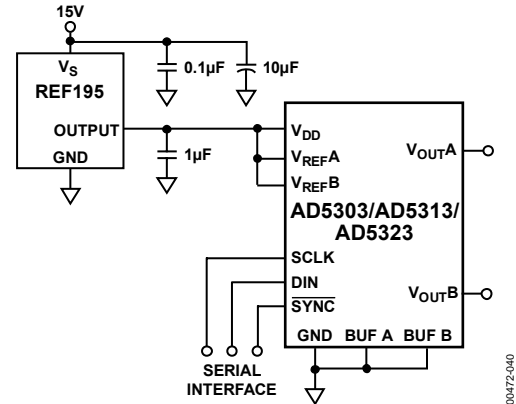 15V
VS
REF195
OUTPUT
GND
0.1µF
10µF
1µF
VDD
VREFA
VREFB
VOUTA
AD5303/AD5313/
AD5323
SCLK
DIN
SYNC
VOUTB
GND BUF A BUF B
SERIAL
INTERFACE
00472-040